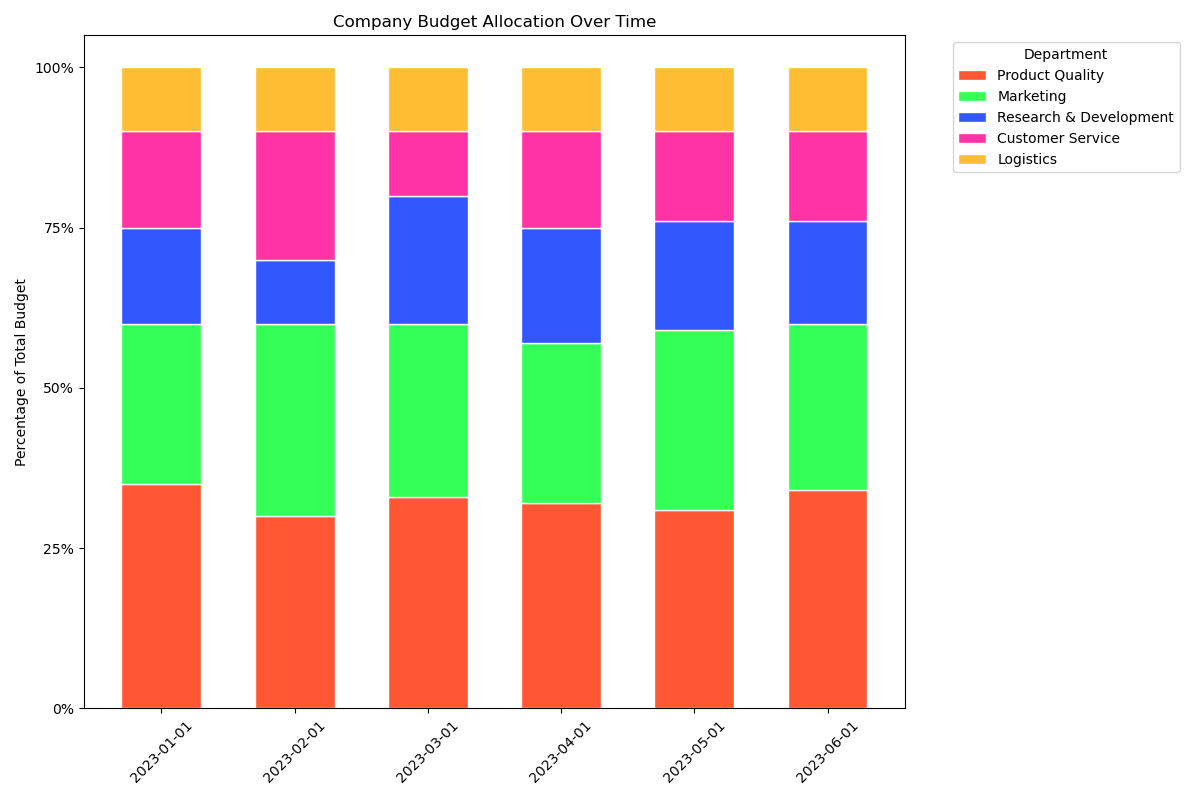 Company Budget Allocation Over Time
Percentage of Total Budget
100%
75%
50%
25%
0%
2023-01-01
2023-02-01
2023-03-01
2023-04-01
2023-05-01
2023-06-01
Department
Product Quality
Marketing
Research & Development
Customer Service
Logistics